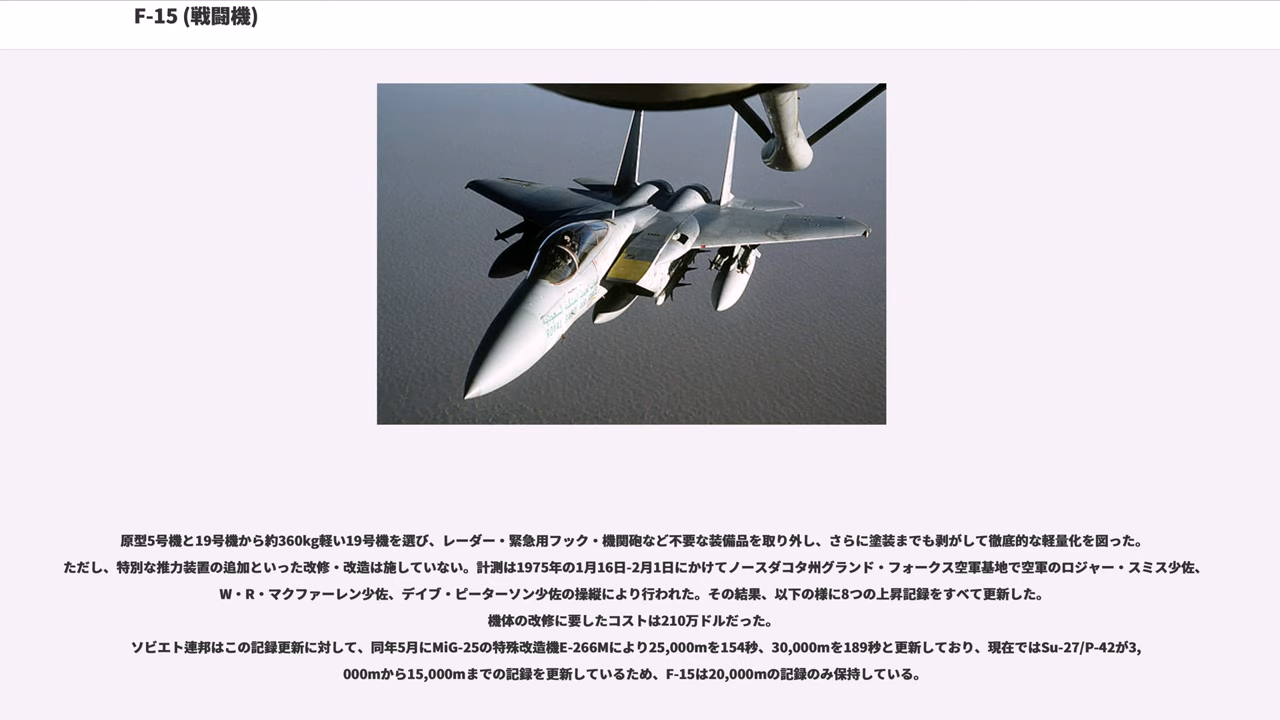 F-15 (戦闘機)
原型5号機と19号機から約360kg軽い19号機を選び、レーダー・緊急用フック・機関砲など不要な装備品を取り外し、さらに塗装までも剥がして徹底的な軽量化を図った。
ただし、特別な推力装置の追加といった改修・改造は施していない。計測は1975年の1月16日-2月1日にかけてノースダコタ州グランド・フォークス空軍基地で空軍のロジャー・スミス少佐、
W・R・マクファーレン少佐、デイブ・ピーターソン少佐の操縦により行われた。その結果、以下の様に8つの上昇記録をすべて更新した。
機体の改修に要したコストは210万ドルだった。
ソビエト連邦はこの記録更新に対して、同年5月にMiG-25の特殊改造機E-266Mにより25,000mを154秒、30,000mを189秒と更新しており、現在ではSu-27/P-42が3,
000mから15,000mまでの記録を更新しているため、F-15は20,000mの記録のみ保持している。